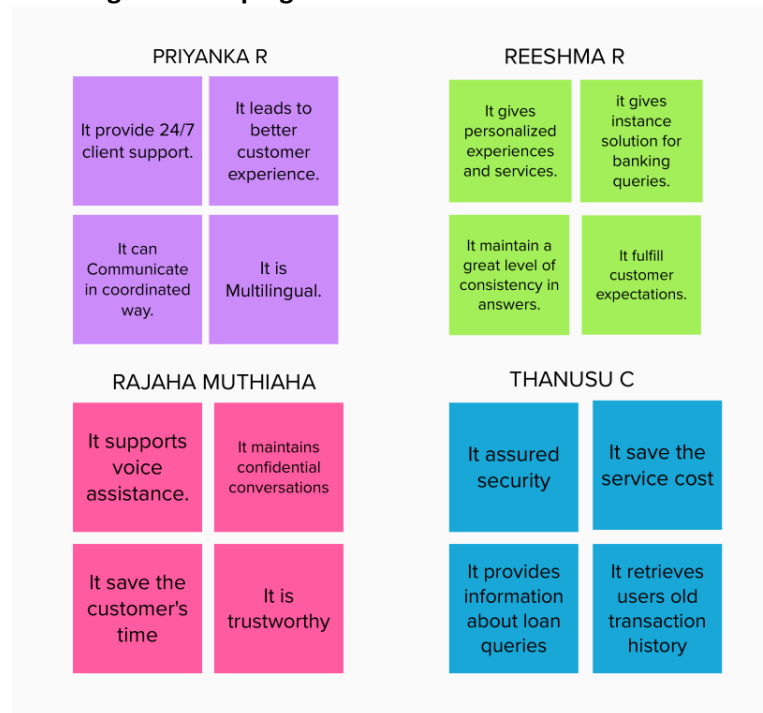 PRIYANKA R
It provide 24/7
client support.
It leads to
better
customer
experience.
It can
Communicate
in coordinated
way.
It is
Multilingual.
REESHMA R
It gives
personalized
experiences
and services.
it gives
instance
solution for
banking
queries.
It maintain a
great level of
consistency in
answers.
It fulfill
customer
expectations.
RAJAHA MUTHIAHA
It supports
voice
assistance.
It maintains
confidential
conversations
It save the
customer's
time
It is
trustworthy
THANUSU C
It assured
security
It save the
service cost
It provides
information
about loan
queries
It retrieves
users old
transaction
history